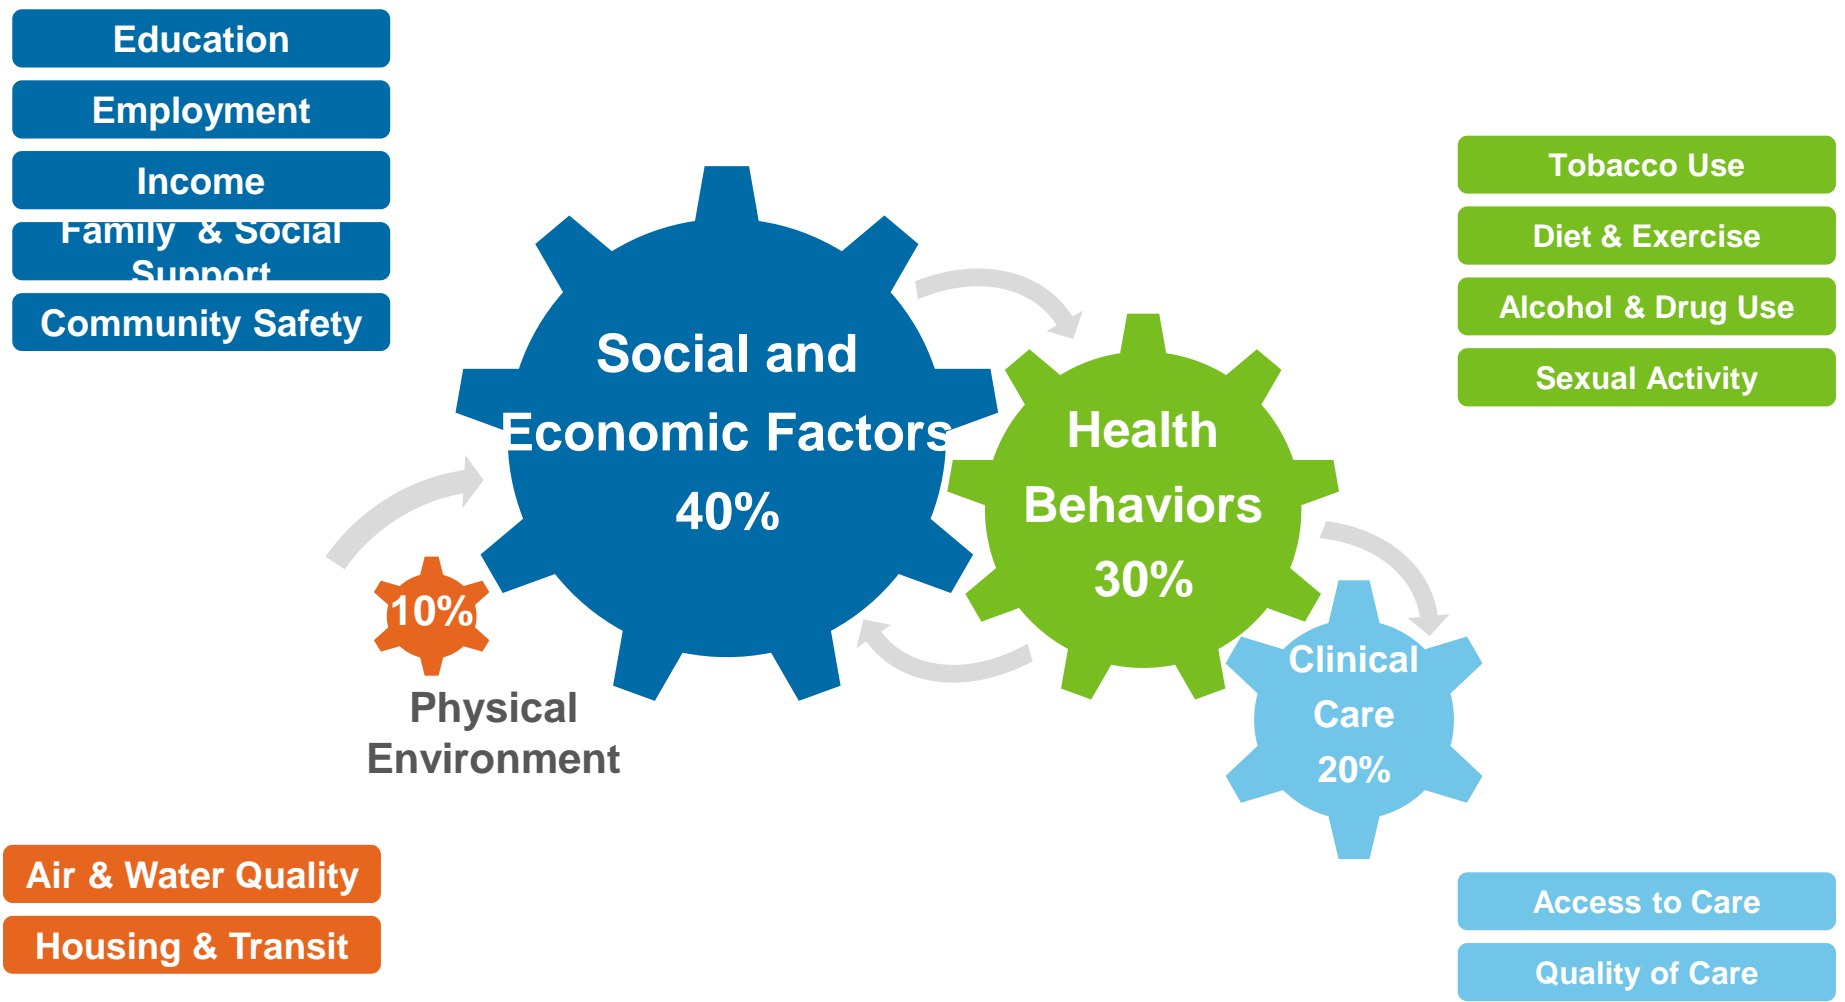 Education
Employment
Income
Family & Social
Support
Community Safety
Tobacco Use
Diet & Exercise
Alcohol & Drug Use
Sexual Activity
Social and
Economic Factors
40%
Health
Behaviors
30%
10%
Physical
Environment
Clinical
Care
20%
Air & Water Quality
Housing & Transit
Access to Care
Quality of Care